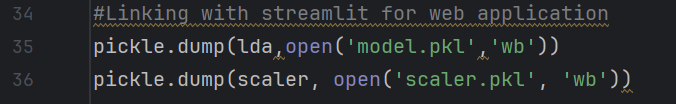 34 #Linking with streamlit for web application
35 pickle.dump(lda,open('model.pkl','wb'))
36 pickle.dump(scaler, open('scaler.pkl', 'wb'))